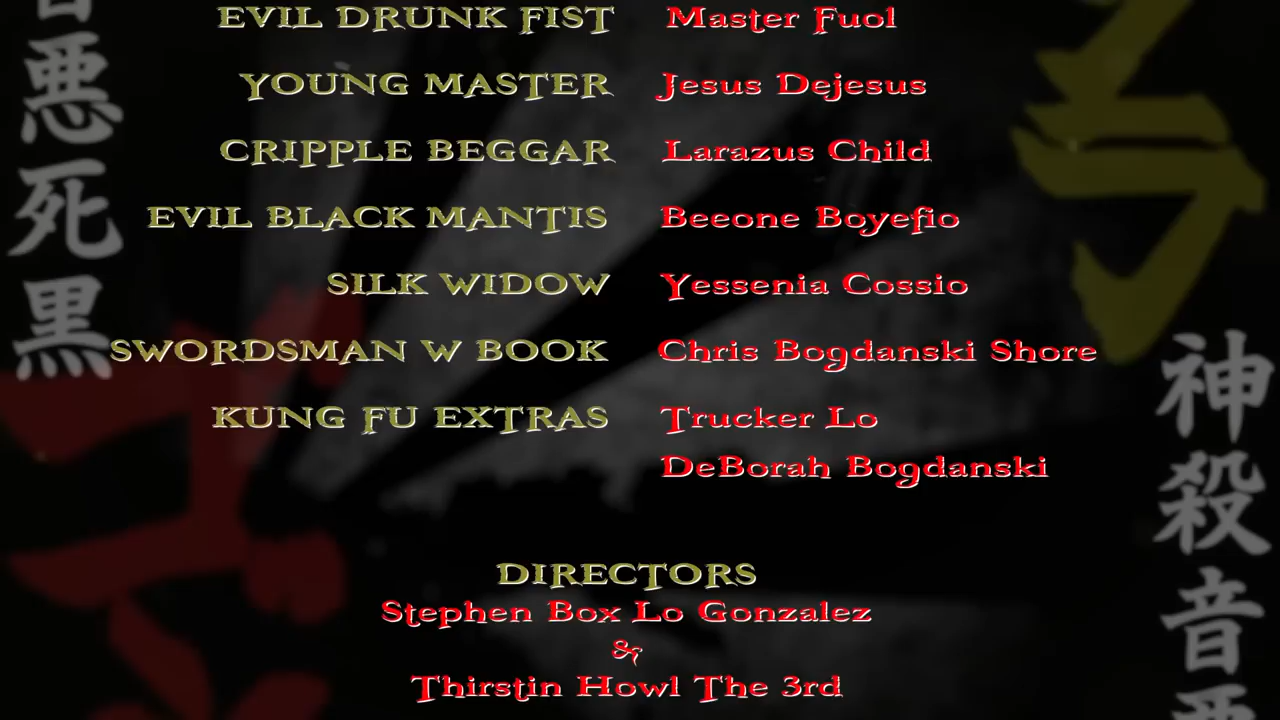 EVIL DRUNK FIST Master Fuol
YOUNG MASTER Jesus Dejesus
CRIPPLE BEGGAR Larazus Child
EVIL BLACK MANTIS Beeone Boyefio
SILK WIDOW Yessenia Cossio
SWORDSMAN W BOOK Chris Bogdanski Shore
KUNG FU EXTRAS Trucker Lo
DeBorah Bogdanski
DIRECTORS
Stephen Box Lo Gonzalez
&
Thirstin Howl The 3rd
悪死黒
神殺音